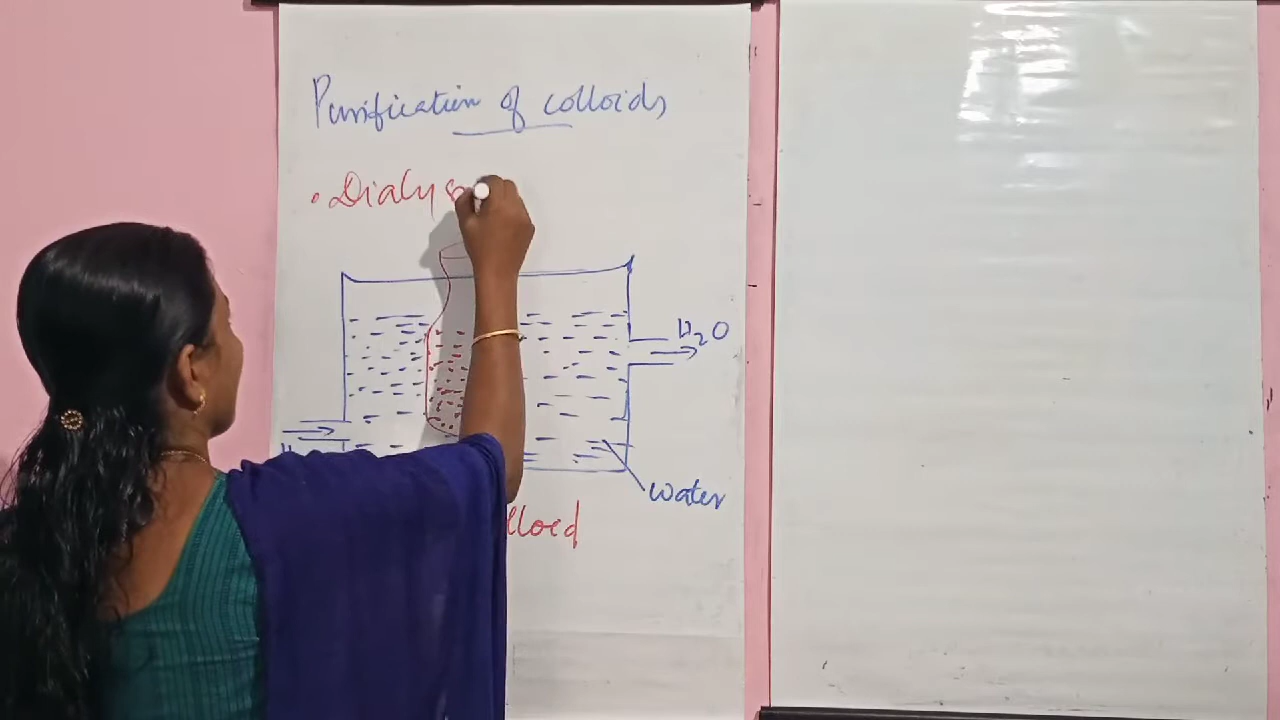 Purification of colloids
• Dialys
H₂O
water
lloid